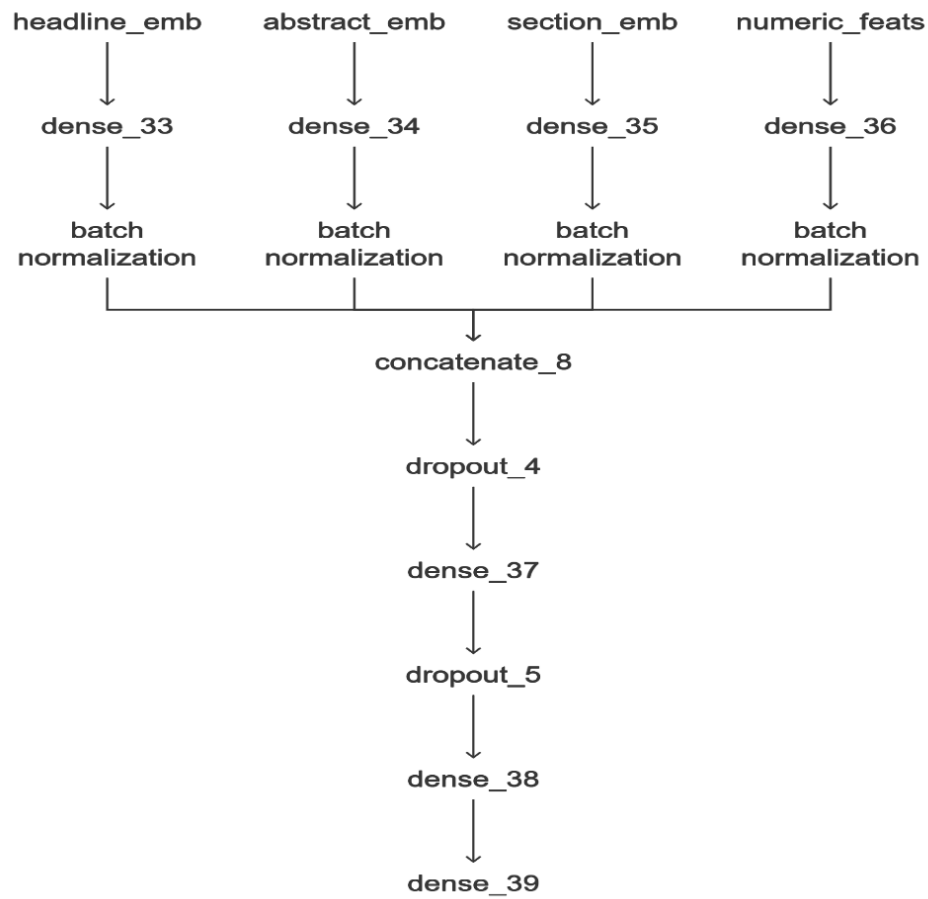 headline_emb abstract_emb section_emb numeric_feats
dense_33 dense_34 dense_35 dense_36
batch batch batch batch
normalization normalization normalization normalization
concatenate_8
dropout_4
dense_37
dropout_5
dense_38
dense_39